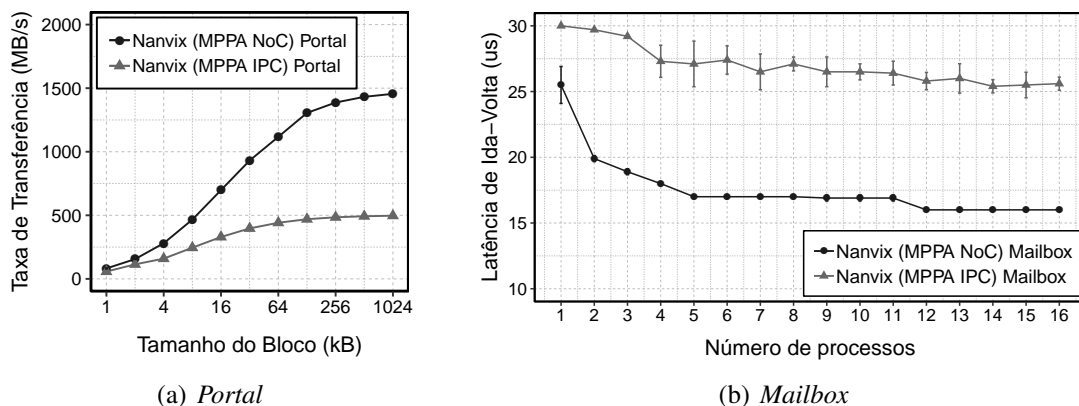 Taxa de Transferência (MB/s)
2000
1500
1000
500
0
Nanvix (MPPA NoC) Portal
Nanvix (MPPA IPC) Portal
1 4 16 64 256 1024
Tamanho do Bloco (kB)
(a) Portal
Latência de Ida−Volta (us)
30
25
20
15
10
Nanvix (MPPA NoC) Mailbox
Nanvix (MPPA IPC) Mailbox
1 2 3 4 5 6 7 8 9 10 11 12 13 14 15 16
Número de processos
(b) Mailbox